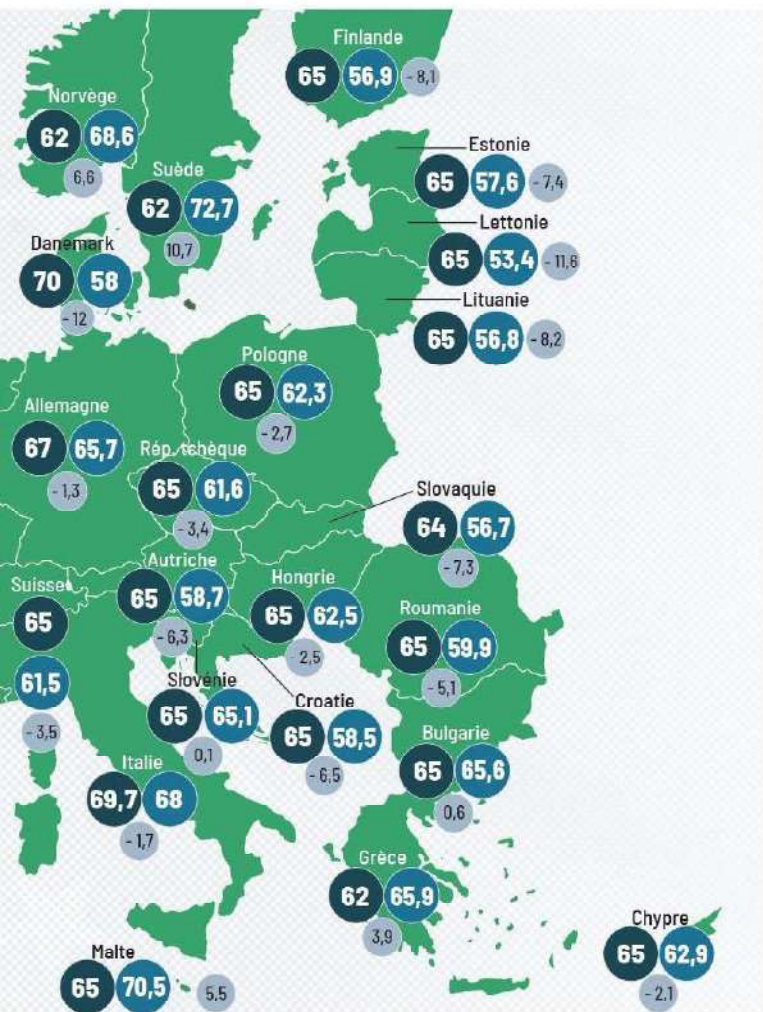 Finlande
65 56,9 - 8,1
Norvège
62 68,6
6,6
Suède
62 72,7
10,7
Estonie
65 57,6 - 7,4
Lettonie
65 53,4 - 11,6
Lituanie
65 56,8 - 8,2
Danemark
70 58
- 12
Pologne
65 62,3
- 2,7
Allemagne
67 65,7
- 1,3
Rép. tchèque
65 61,6
- 3,4
Slovaquie
64 56,7
- 7,3
Autriche
65 58,7
- 6,3
Hongrie
65 62,5
- 2,5
Roumanie
65 59,9
- 5,1
Suisse
65
61,5
- 3,5
Slovénie
65 65,1
0,1
Croatie
65 58,5
- 6,5
Bulgarie
65 65,6
0,6
Italie
69,7 68
- 1,7
Grèce
62 65,9
3,9
Malte
65 70,5 5,5
Chypre
65 62,9
- 2,1